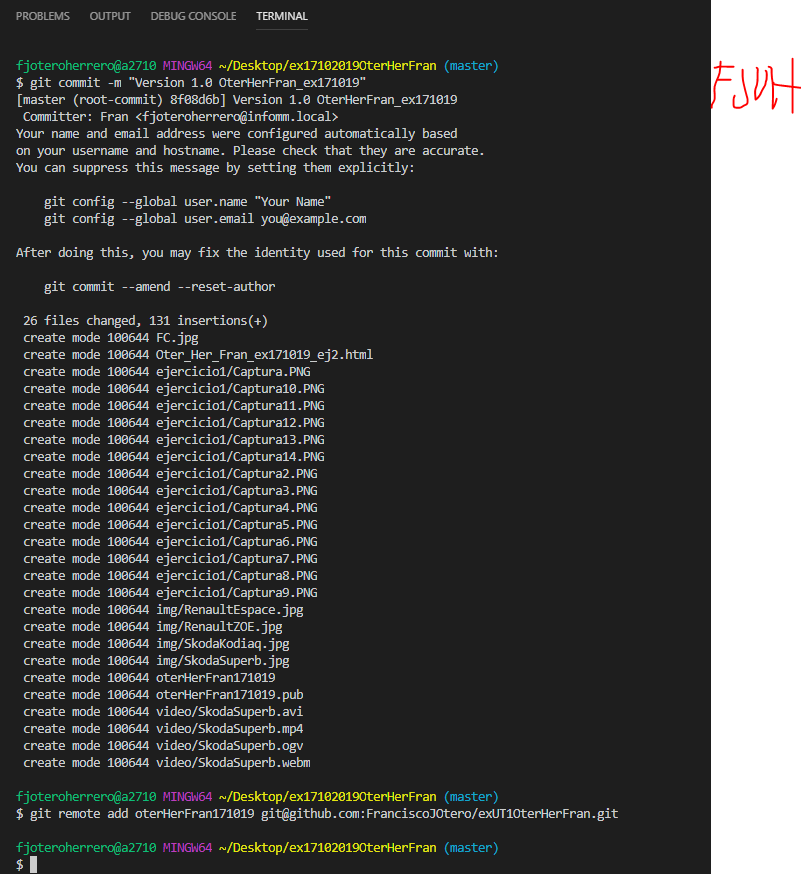 PROBLEMS OUTPUT DEBUG CONSOLE TERMINAL
fjoteroherrero@a2710 MINGW64 ~/Desktop/ex17102019OterHerFran (master)
$ git commit -m "Version 1.0 OterHerFran_ex171019"
[master (root-commit) 8f08d6b] Version 1.0 OterHerFran_ex171019
Committer: Fran <fjoteroherrero@infomm.local>
Your name and email address were configured automatically based
on your username and hostname. Please check that they are accurate.
You can suppress this message by setting them explicitly:
git config --global user.name "Your Name"
git config --global user.email you@example.com
After doing this, you may fix the identity used for this commit with:
git commit --amend --reset-author
26 files changed, 131 insertions(+)
create mode 100644 FC.jpg
create mode 100644 Oter_Her_Fran_ex171019_ej2.html
create mode 100644 ejercicio1/Captura.PNG
create mode 100644 ejercicio1/Captura10.PNG
create mode 100644 ejercicio1/Captura11.PNG
create mode 100644 ejercicio1/Captura12.PNG
create mode 100644 ejercicio1/Captura13.PNG
create mode 100644 ejercicio1/Captura14.PNG
create mode 100644 ejercicio1/Captura2.PNG
create mode 100644 ejercicio1/Captura3.PNG
create mode 100644 ejercicio1/Captura4.PNG
create mode 100644 ejercicio1/Captura5.PNG
create mode 100644 ejercicio1/Captura6.PNG
create mode 100644 ejercicio1/Captura7.PNG
create mode 100644 ejercicio1/Captura8.PNG
create mode 100644 ejercicio1/Captura9.PNG
create mode 100644 img/RenaultEspace.jpg
create mode 100644 img/RenaultZOE.jpg
create mode 100644 img/SkodaKodiaq.jpg
create mode 100644 img/SkodaSuperb.jpg
create mode 100644 oterHerFran171019
create mode 100644 oterHerFran171019.pub
create mode 100644 video/SkodaSuperb.avi
create mode 100644 video/SkodaSuperb.mp4
create mode 100644 video/SkodaSuperb.ogv
create mode 100644 video/SkodaSuperb.webm
fjoteroherrero@a2710 MINGW64 ~/Desktop/ex17102019OterHerFran (master)
$ git remote add oterHerFran171019 git@github.com:FranciscoJOtero/exUT1OterHerFran.git
fjoteroherrero@a2710 MINGW64 ~/Desktop/ex17102019OterHerFran (master)
$